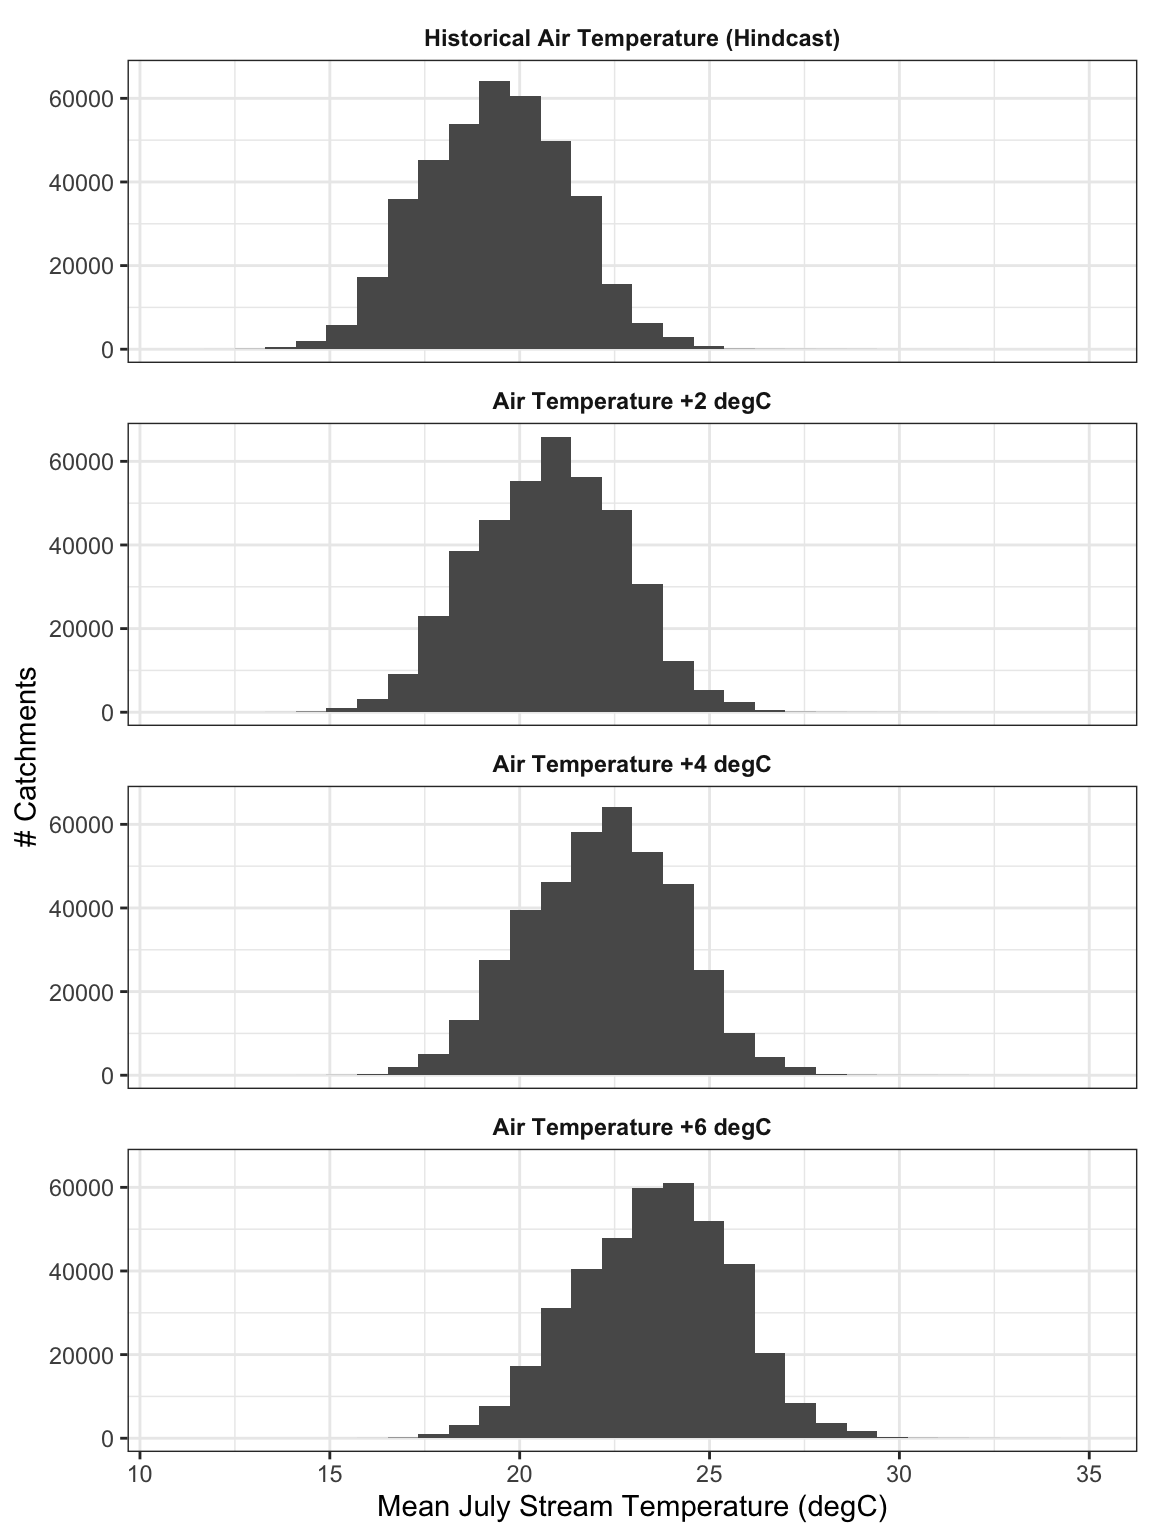 Historical Air Temperature (Hindcast)
60000
40000
20000
0
Air Temperature +2 degC
60000
40000
20000
0
# Catchments
Air Temperature +4 degC
60000
40000
20000
0
Air Temperature +6 degC
60000
40000
20000
0
10 15 20 25 30 35
Mean July Stream Temperature (degC)